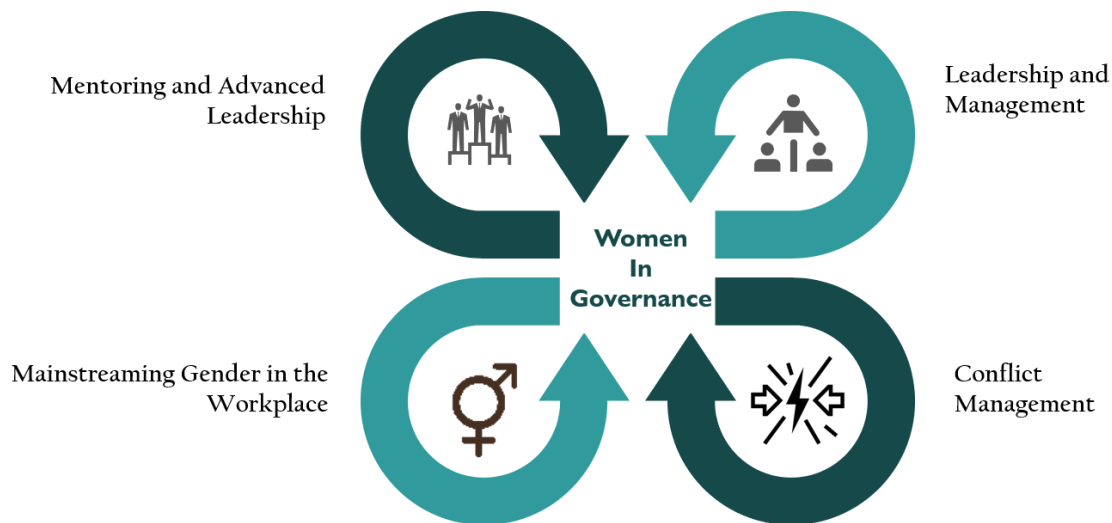 Mentoring and Advanced
Leadership
Leadership and
Management
Women
In
Governance
Mainstreaming Gender in the
Workplace
Conflict
Management